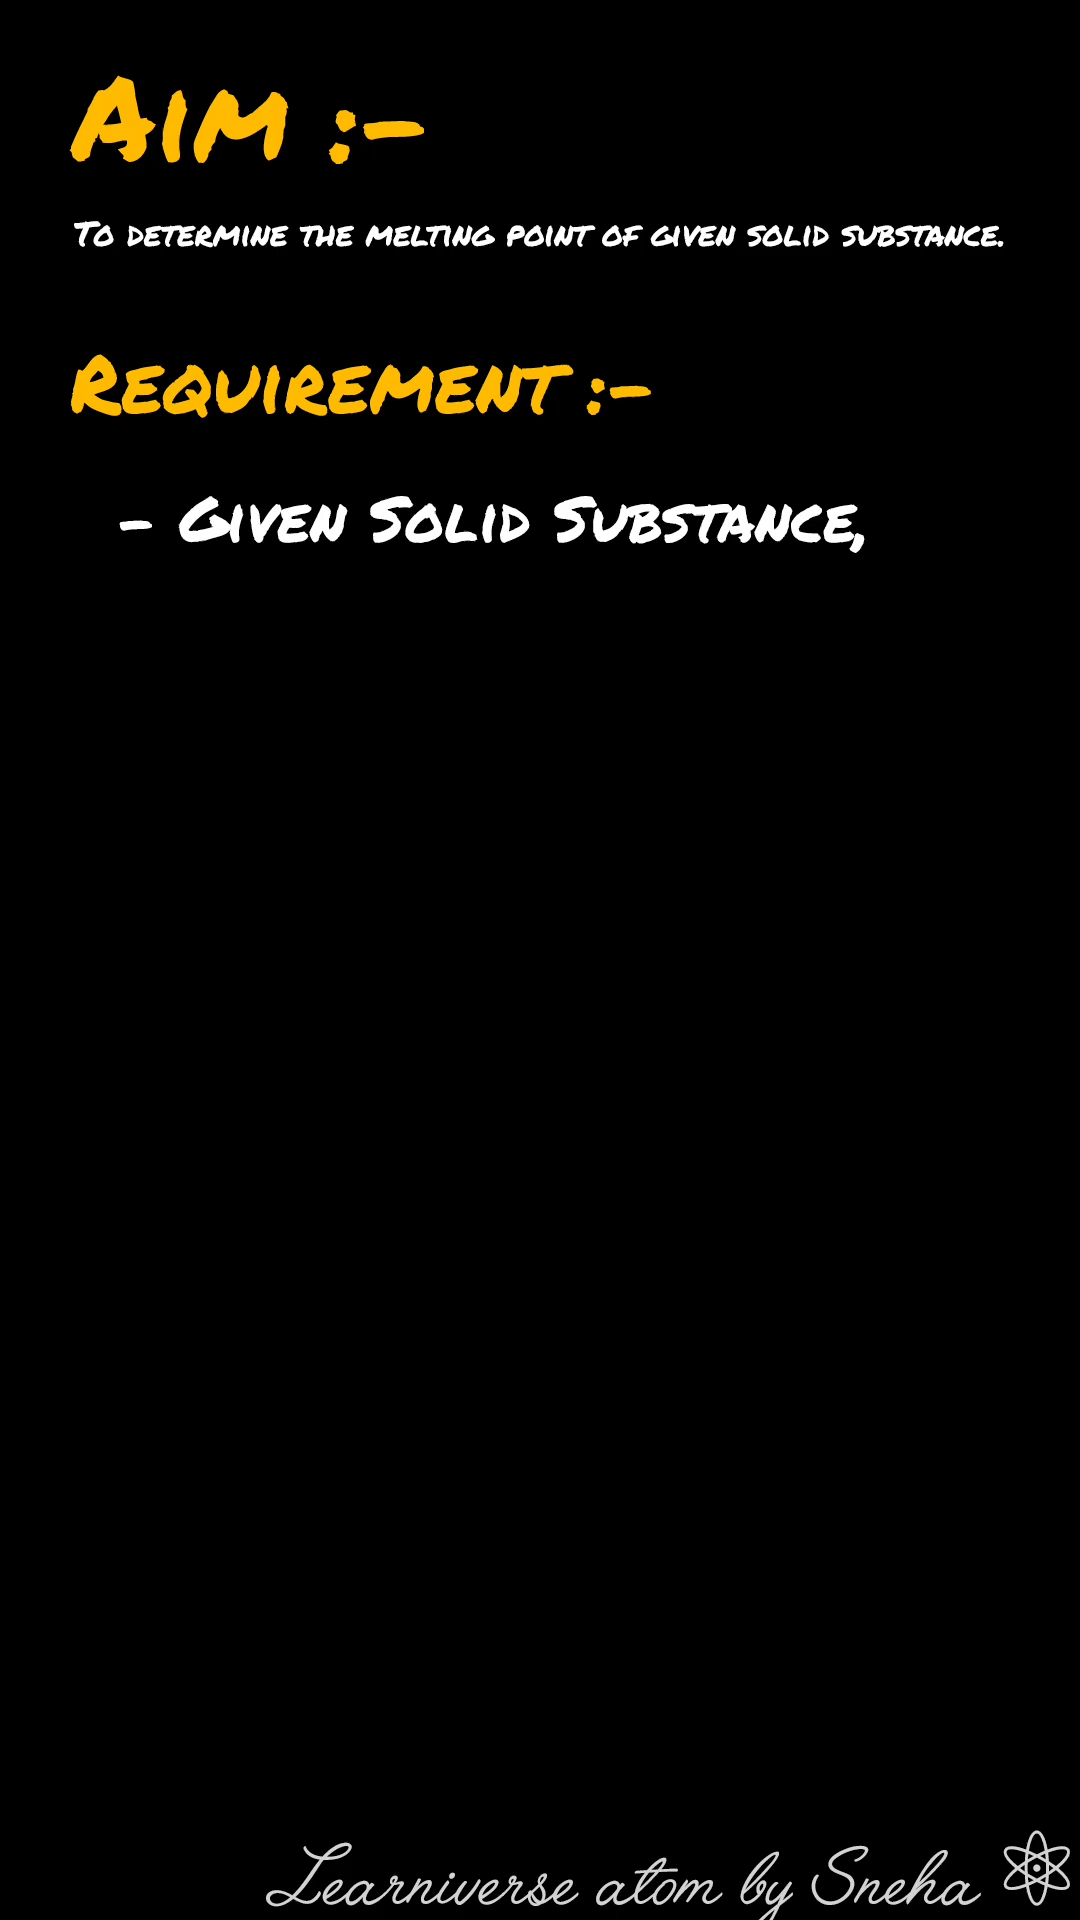 Aim :-
To determine the melting point of given solid substance.
Requirement :-
- Given Solid Substance,
Learniverse atom by Sneha